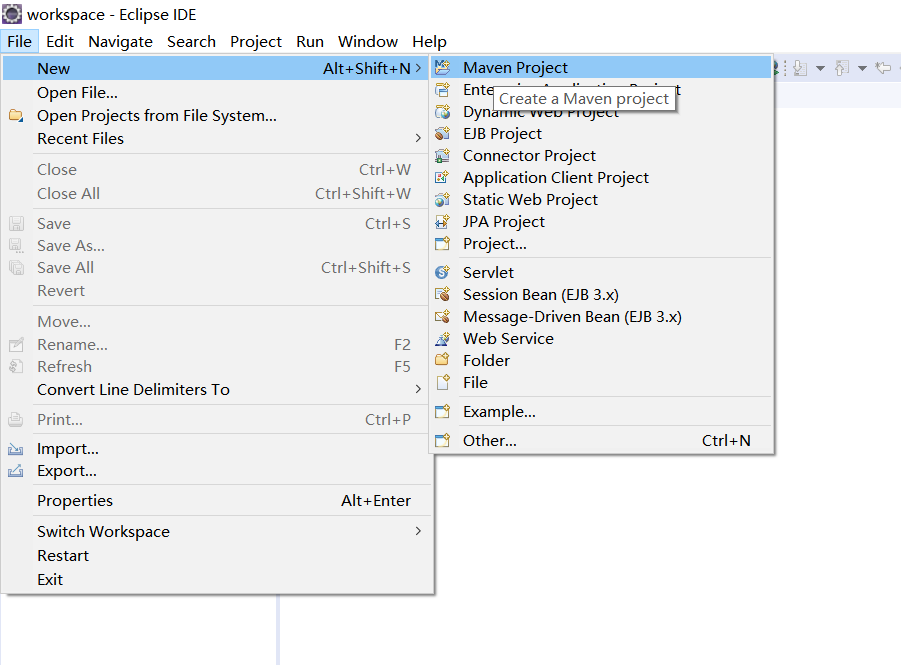 workspace - Eclipse IDE
File Edit Navigate Search Project Run Window Help
New Alt+Shift+N
Open File...
Open Projects from File System...
Recent Files
Close Ctrl+W
Close All Ctrl+Shift+W
Save Ctrl+S
Save As...
Save All Ctrl+Shift+S
Revert
Move...
Rename... F2
Refresh F5
Convert Line Delimiters To
Print... Ctrl+P
Import...
Export...
Properties Alt+Enter
Switch Workspace
Restart
Exit
Maven Project
Create a Maven project
Dynamic Web Project
EJB Project
Connector Project
Application Client Project
Static Web Project
JPA Project
Project...
Servlet
Session Bean (EJB 3.x)
Message-Driven Bean (EJB 3.x)
Web Service
Folder
File
Example...
Other... Ctrl+N